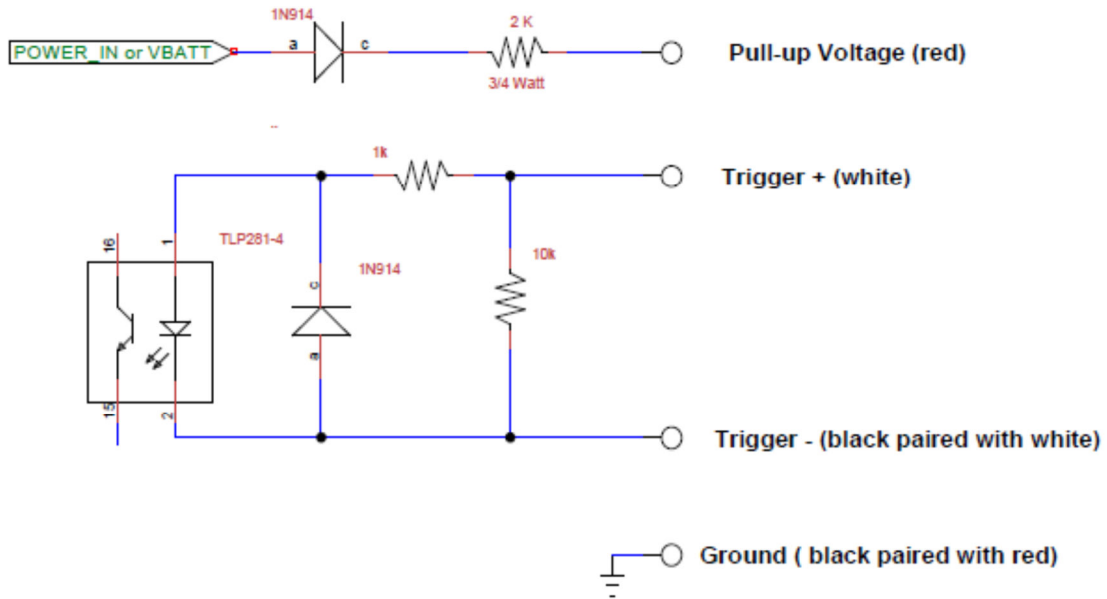 1N914
2 K
POWER_IN or VBATT
a
c
Pull-up Voltage (red)
3/4 Watt
1k
Trigger + (white)
16
1
TLP281-4
10k
c
1N914
a
15
2
Trigger - (black paired with white)
Ground ( black paired with red)